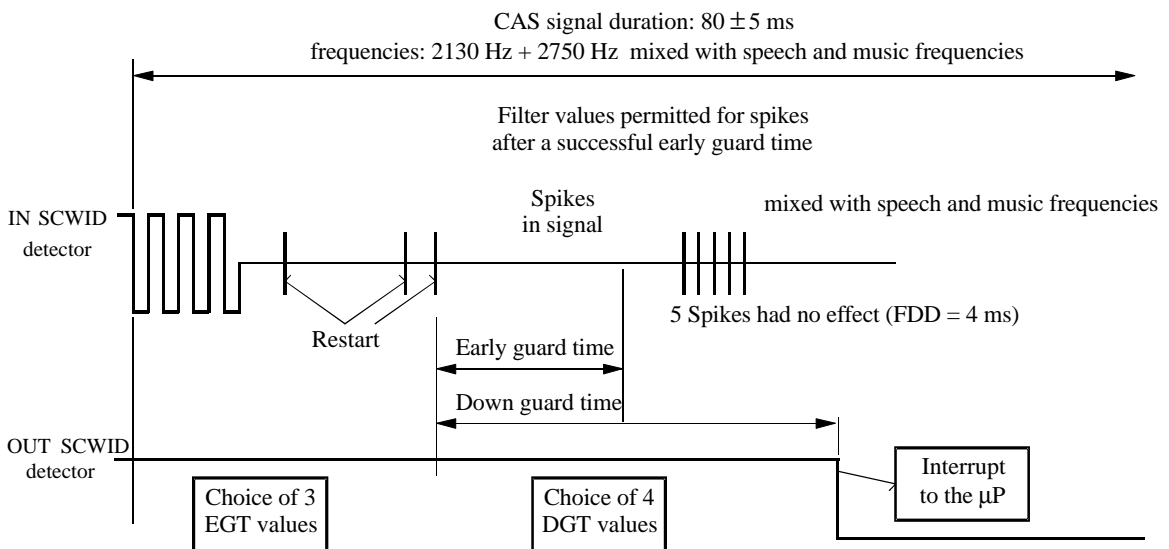 CAS signal duration: 80 ± 5 ms
frequencies: 2130 Hz + 2750 Hz mixed with speech and music frequencies
Filter values permitted for spikes
after a successful early guard time
IN SCWID
detector
Spikes
in signal
mixed with speech and music frequencies
Restart
5 Spikes had no effect (FDD = 4 ms)
Early guard time
Down guard time
OUT SCWID
detector
Choice of 3
EGT values
Choice of 4
DGT values
Interrupt
to the µP